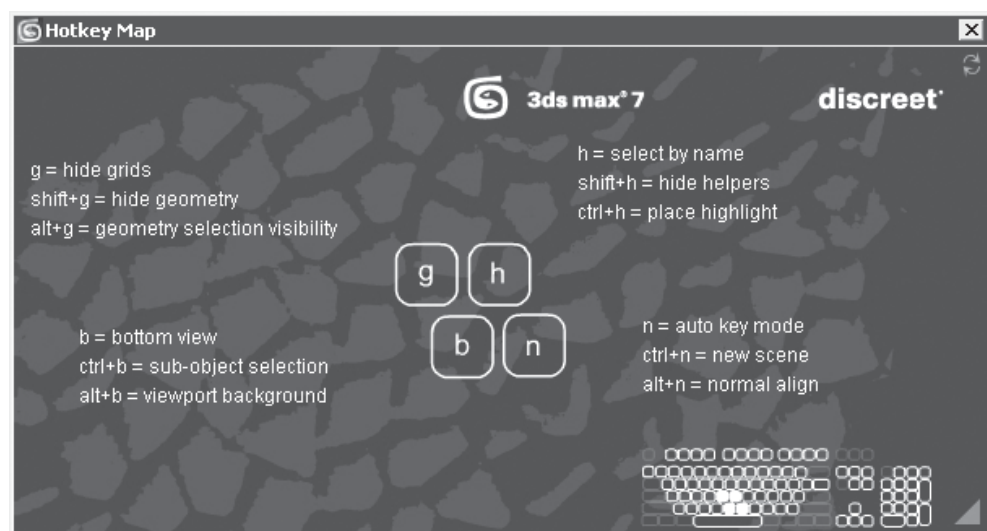 Hotkey Map
3ds max® 7
discreet®
g = hide grids
shift+g = hide geometry
alt+g = geometry selection visibility
h = select by name
shift+h = hide helpers
ctrl+h = place highlight
g
h
b
n
b = bottom view
ctrl+b = sub-object selection
alt+b = viewport background
n = auto key mode
ctrl+n = new scene
alt+n = normal align